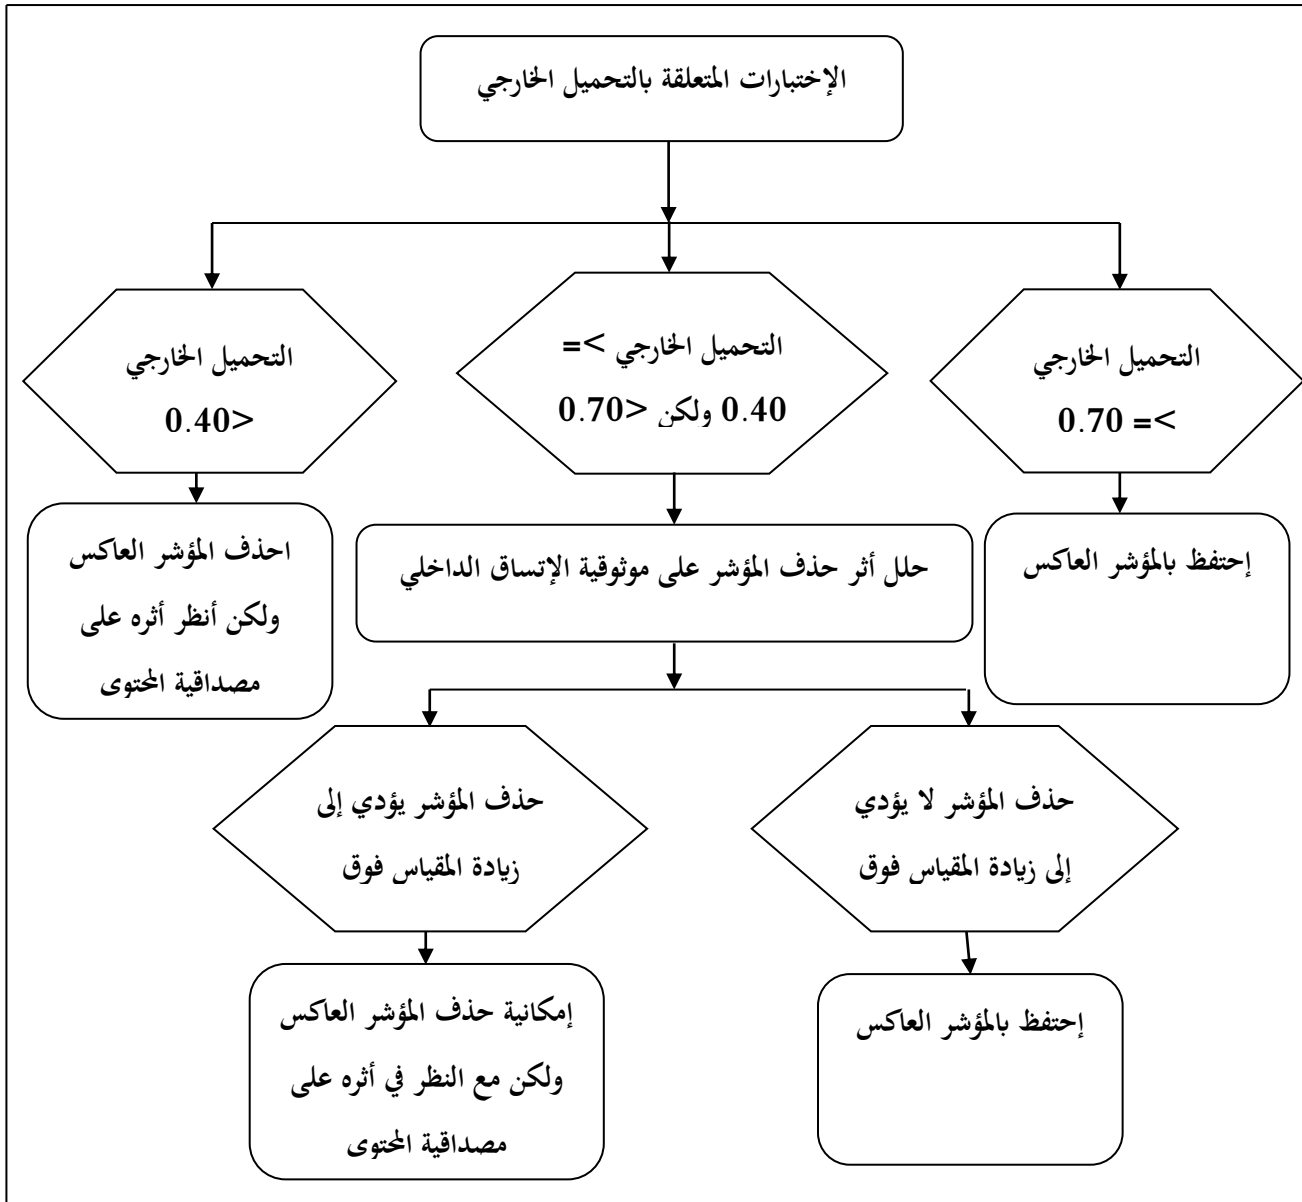 الإختبارات المتعلقة بالتحميل الخارجي
التحميل الخارجي
>= 0.70
التحميل الخارجي >=
0.40 ولكن <0.70
التحميل الخارجي
<0.40
إحتفظ بالمؤشر العاكس
حلل أثر حذف المؤشر على موثوقية الإتساق الداخلي
احذف المؤشر العاكس
ولكن أنظر أثره على
مصداقية المحتوى
حذف المؤشر لا يؤدي
إلى زيادة المقياس فوق
حذف المؤشر يؤدي إلى
زيادة المقياس فوق
إحتفظ بالمؤشر العاكس
إمكانية حذف المؤشر العاكس
ولكن مع النظر في أثره على
مصداقية المحتوى